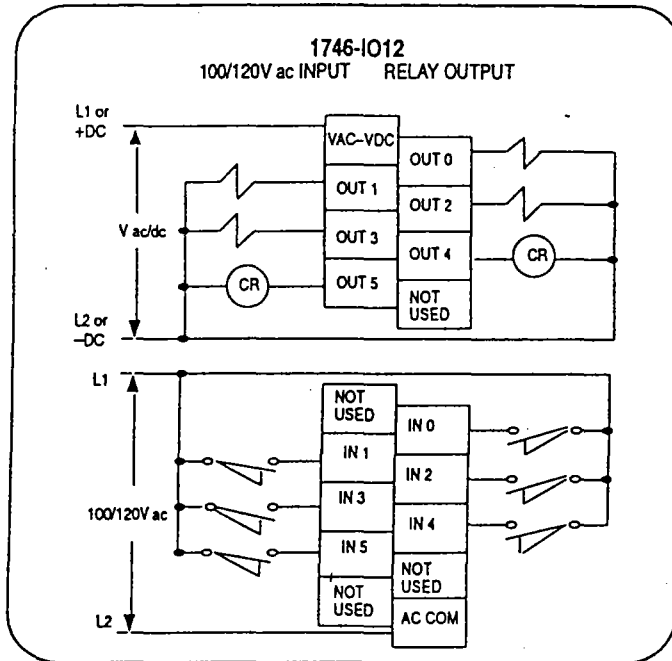 1746-IO12
100/120V ac INPUT RELAY OUTPUT
L1 or
+DC
VAC-VDC
OUT 0
OUT 1
OUT 2
V ac/dc
OUT 3
OUT 4
CR
CR
OUT 5
NOT
USED
L2 or
–DC
L1
NOT
USED
IN 0
IN 1
IN 2
IN 3
100/120V ac
IN 4
IN 5
NOT
USED
NOT
USED
L2
AC COM